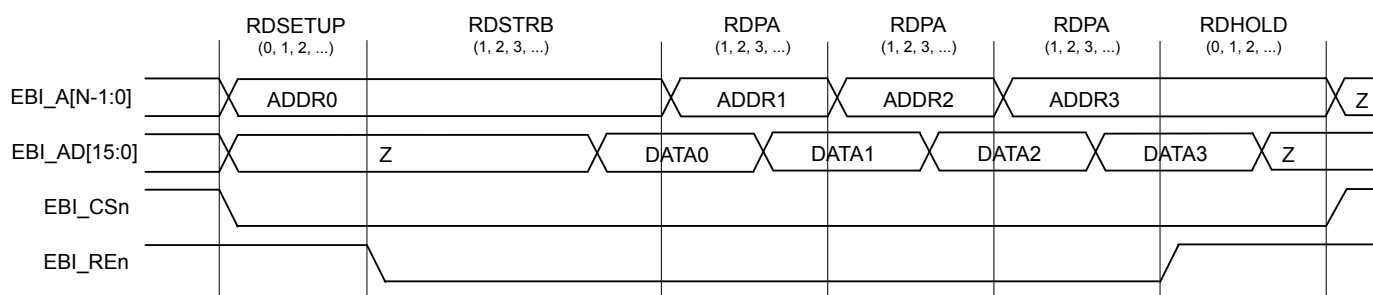 RDSETUP RDSTRB RDPA RDPA RDPA RDHOLD
(0, 1, 2, ...) (1, 2, 3, ...) (1, 2, 3, ...) (1, 2, 3, ...) (1, 2, 3, ...) (0, 1, 2, ...)
EBI_A[N-1:0] ADDR0 ADDR1 ADDR2 ADDR3 Z
EBI_AD[15:0] Z DATA0 DATA1 DATA2 DATA3 Z
EBI_CSn
EBI_REn